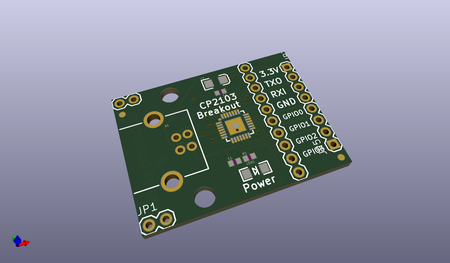 3.3V
TXO
RXI
GND
GPIO0
GPIO1
GPIO2
CP2103
Breakout
Power
JP1